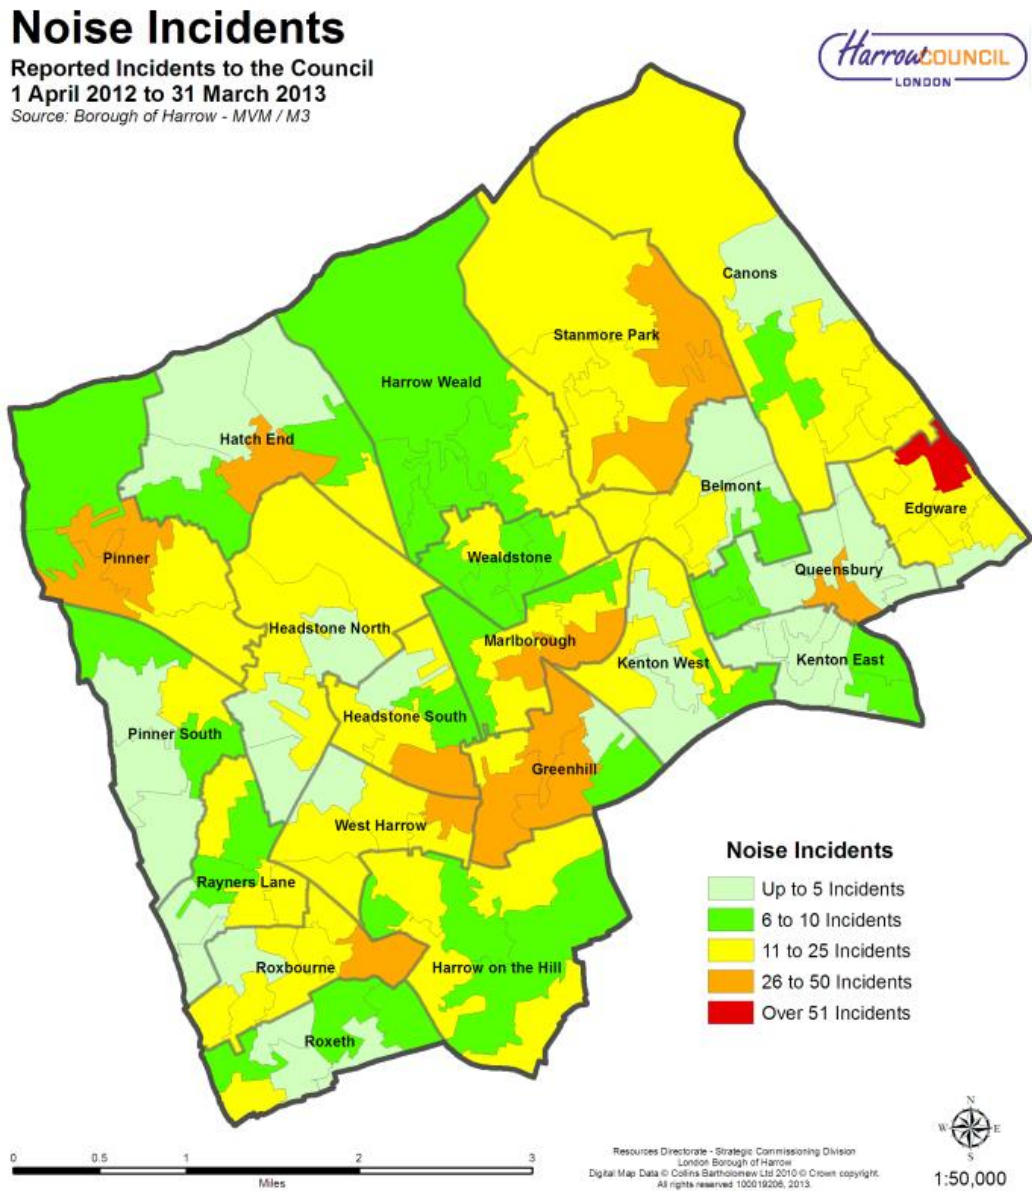 Noise Incidents
Reported Incidents to the Council
1 April 2012 to 31 March 2013
Source: Borough of Harrow - MVM / M3
HarrowCOUNCIL
LONDON
Canons
Stanmore Park
Harrow Weald
Hatch End
Belmont
Edgware
Pinner
Wealdstone
Queensbury
Headstone North
Marlborough
Kenton West
Kenton East
Headstone South
Pinner South
Greenhill
West Harrow
Rayners Lane
Roxbourne
Harrow on the Hill
Roxeth
Noise Incidents
Up to 5 Incidents
6 to 10 Incidents
11 to 25 Incidents
26 to 50 Incidents
Over 51 Incidents
N
W E
S
0 0.5 1 2 3
Miles
Resources Directorate - Strategic Commissioning Division
London Borough of Harrow
Digital Map Data © Collins Bartholomew Ltd 2010 © Crown copyright.
All rights reserved 100019206, 2013.
1:50,000